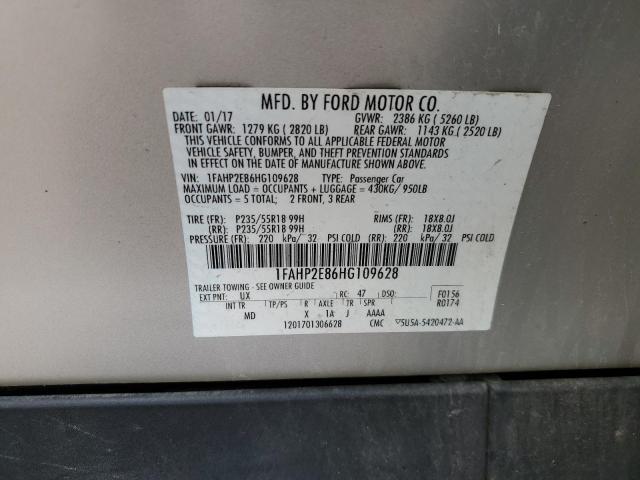 MFD. BY FORD MOTOR CO.
DATE: 01/17 GVWR: 2386 KG ( 5260 LB)
FRONT GAWR: 1279 KG ( 2820 LB) REAR GAWR: 1143 KG ( 2520 LB)
THIS VEHICLE CONFORMS TO ALL APPLICABLE FEDERAL MOTOR
VEHICLE SAFETY, BUMPER, AND THEFT PREVENTION STANDARDS
IN EFFECT ON THE DATE OF MANUFACTURE SHOWN ABOVE.
VIN: 1FAHP2E86HG109628 TYPE: Passenger Car
MAXIMUM LOAD = OCCUPANTS + LUGGAGE = 430KG/ 950LB
OCCUPANTS = 5 TOTAL; 2 FRONT, 3 REAR
TIRE (FR): P235/55R18 99H RIMS (FR): 18X8.0J
(RR): P235/55R18 99H (RR): 18X8.0J
PRESSURE (FR): 220 kPa/ 32 PSI COLD (RR): 220 kPa/ 32 PSI COLD
1FAHP2E86HG109628
TRAILER TOWING - SEE OWNER GUIDE
EXT PNT: UX RC: 47 DSO: F0156
INT TR TP/PS R AXLE TR SPR R0174
MD X 1A J AAAA
1201701306628 CMC 5U5A-5420472-AA